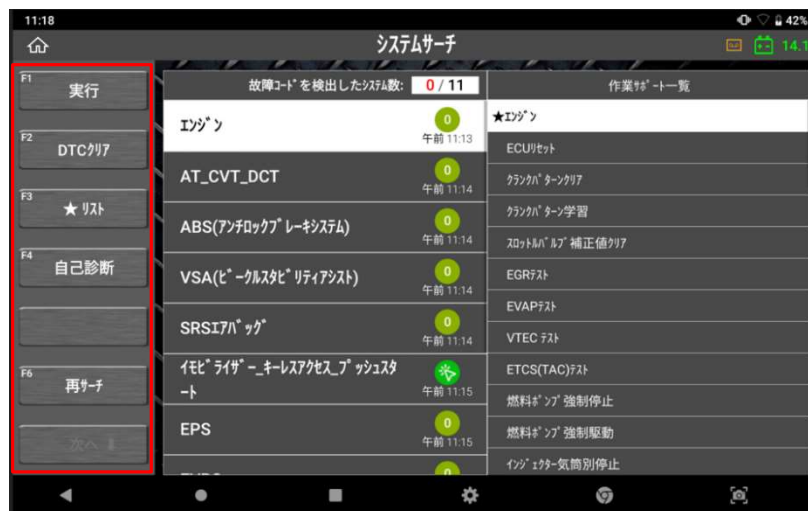 11:18
42%
システムサーチ
14.1
F1
実行
F2
DTCｸﾘｱ
F3
★ ﾘｽﾄ
F4
自己診断
F6
再ｻｰﾁ
次へ ⬇
故障ｺｰﾄﾞを検出したｼｽﾃﾑ数:
0 / 11
ｴﾝｼﾞﾝ
0
午前 11:13
AT_CVT_DCT
0
午前 11:14
ABS(ｱﾝﾁﾛｯｸﾌﾞﾚｰｷｼｽﾃﾑ)
0
午前 11:14
VSA(ﾋﾞｰｸﾙｽﾀﾋﾞﾘﾃｨｱｼｽﾄ)
0
午前 11:14
SRSｴｱﾊﾞｯｸﾞ
0
午前 11:14
ｲﾓﾋﾞﾗｲｻﾞｰ_ｷｰﾚｽｱｸｾｽ_ﾌﾟｯｼｭｽﾀ
ｰﾄ
午前 11:15
EPS
0
午前 11:15
作業ｻﾎﾟｰﾄ一覧
★ｴﾝｼﾞﾝ
ECUﾘｾｯﾄ
ｸﾗﾝｸﾊﾟﾀｰﾝｸﾘｱ
ｸﾗﾝｸﾊﾟﾀｰﾝ学習
ｽﾛｯﾄﾙﾊﾞﾙﾌﾞ補正値ｸﾘｱ
EGRﾃｽﾄ
EVAPﾃｽﾄ
VTEC ﾃｽﾄ
ETCS(TAC)ﾃｽﾄ
燃料ﾎﾟﾝﾌﾟ強制停止
燃料ﾎﾟﾝﾌﾟ強制駆動
ｲﾝｼﾞｪｸﾀｰ気筒別停止